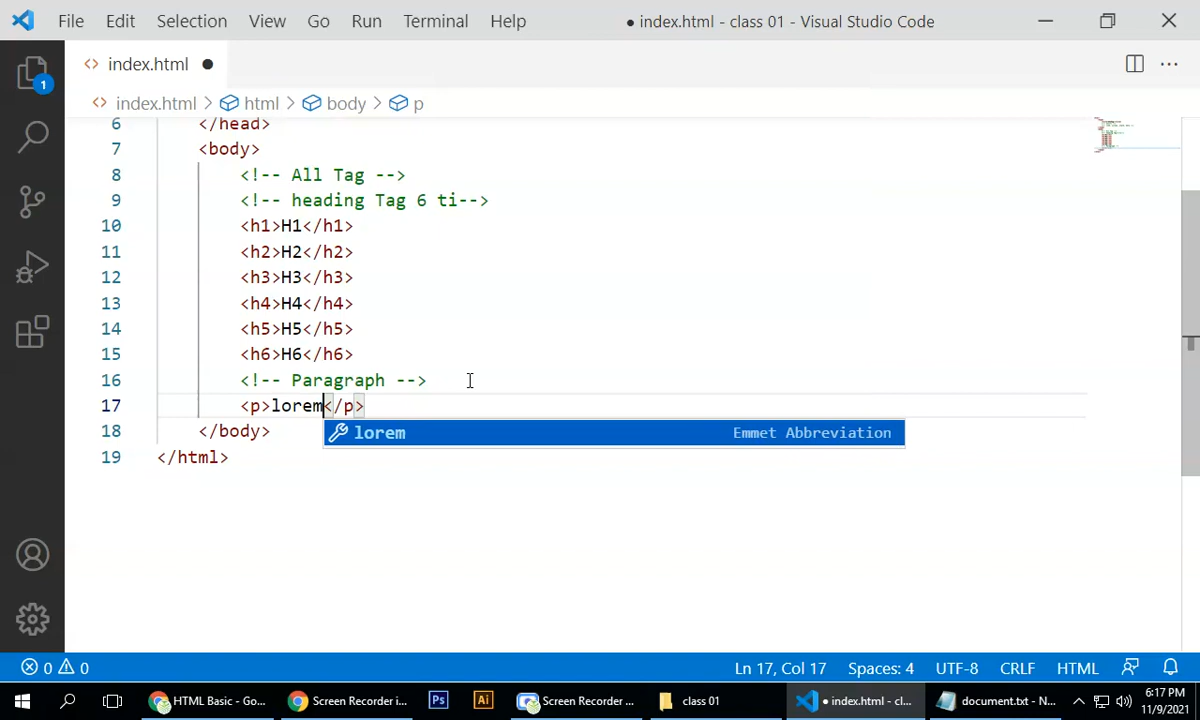 File Edit Selection View Go Run Terminal Help ● index.html - class 01 - Visual Studio Code
<> index.html ●
1
<> index.html > html > body > p
6 </head>
7 <body>
8 <!-- All Tag -->
9 <!-- heading Tag 6 ti-->
10 <h1>H1</h1>
11 <h2>H2</h2>
12 <h3>H3</h3>
13 <h4>H4</h4>
14 <h5>H5</h5>
15 <h6>H6</h6>
16 <!-- Paragraph -->
17 <p>lorem</p>
lorem Emmet Abbreviation
18 </body>
19 </html>
0 0 Ln 17, Col 17 Spaces: 4 UTF-8 CRLF HTML
Ps Ai
HTML Basic - Go... Screen Recorder i... Screen Recorder ... class 01 ● index.html - cl... document.txt - N... 6:17 PM
11/9/2021